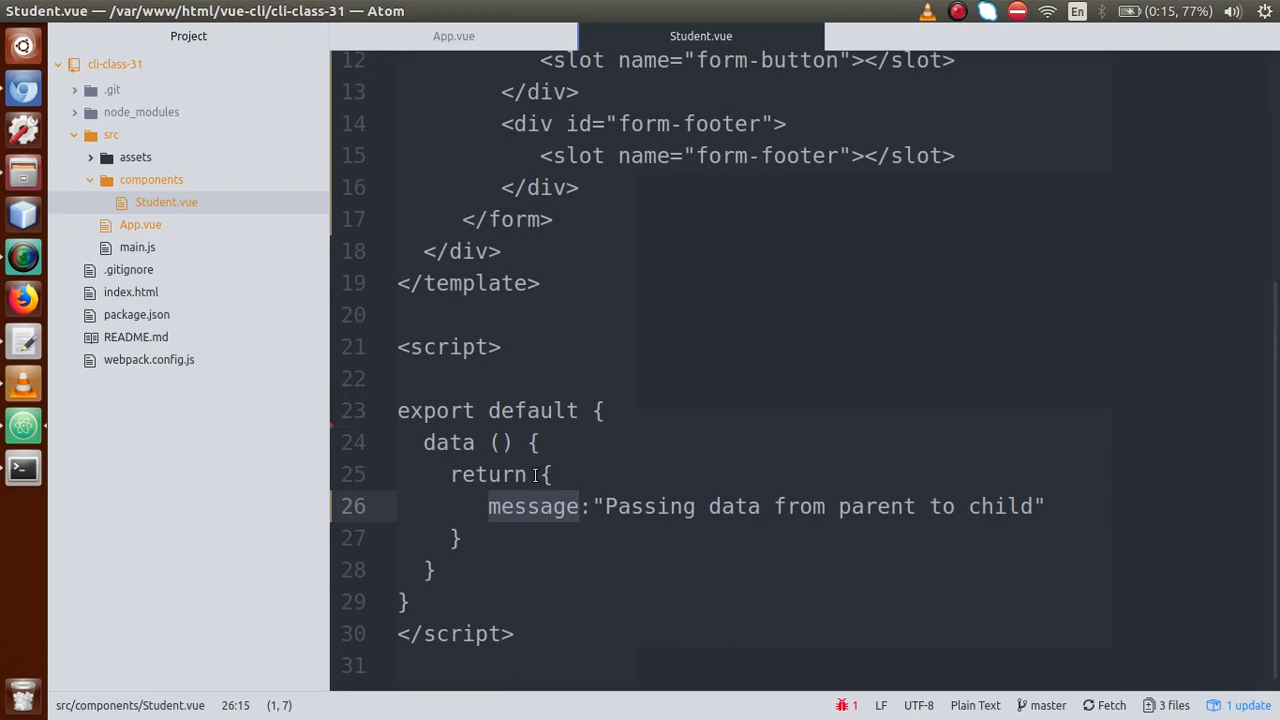 Student.vue — /var/www/html/vue-cli/cli-class-31 — Atom
En
(0:15, 77%)
Project
App.vue
Student.vue
cli-class-31
.git
node_modules
src
assets
components
Student.vue
App.vue
main.js
.gitignore
index.html
package.json
README.md
webpack.config.js
12 <slot name="form-button"></slot>
13 </div>
14 <div id="form-footer">
15 <slot name="form-footer"></slot>
16 </div>
17 </form>
18 </div>
19 </template>
20
21 <script>
22
23 export default {
24 data () {
25 return {
26 message:"Passing data from parent to child"
27 }
28 }
29 }
30 </script>
31
src/components/Student.vue 26:15 (1, 7) 1 LF UTF-8 Plain Text master Fetch 3 files 1 update